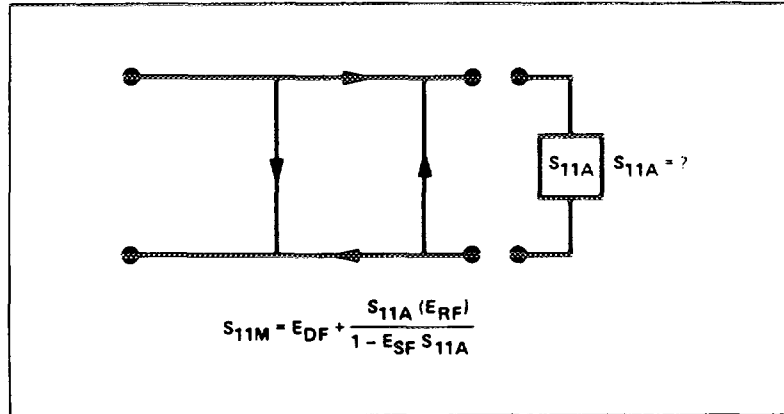 S11A S11A = ?
S11M = EDF + S11A (ERF) / 1 - ESF S11A